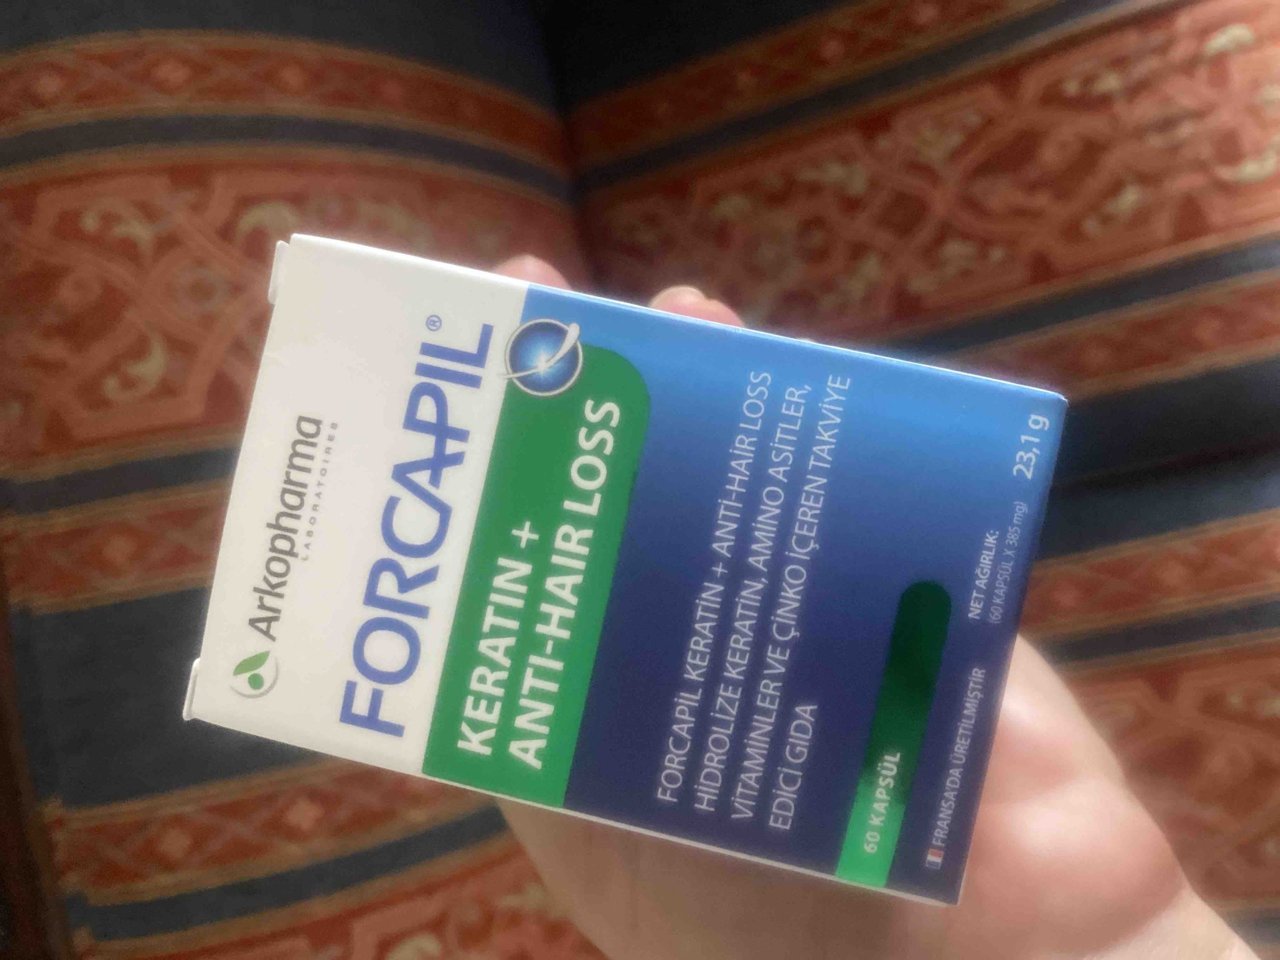 Arkopharma
LABORATOIRES
FORCAPIL®
KERATIN +
ANTI-HAIR LOSS
FORCAPİL KERATİN + ANTİ-HAİR LOSS
HİDROLİZE KERATİN, AMİNO ASİTLER,
VİTAMİNLER VE ÇİNKO İÇEREN TAKVİYE
EDİCİ GIDA
60 KAPSÜL
FRANSA'DA ÜRETİLMİŞTİR
NET AĞIRLIK:
(60 KAPSÜL X 385 mg)
23,1 g